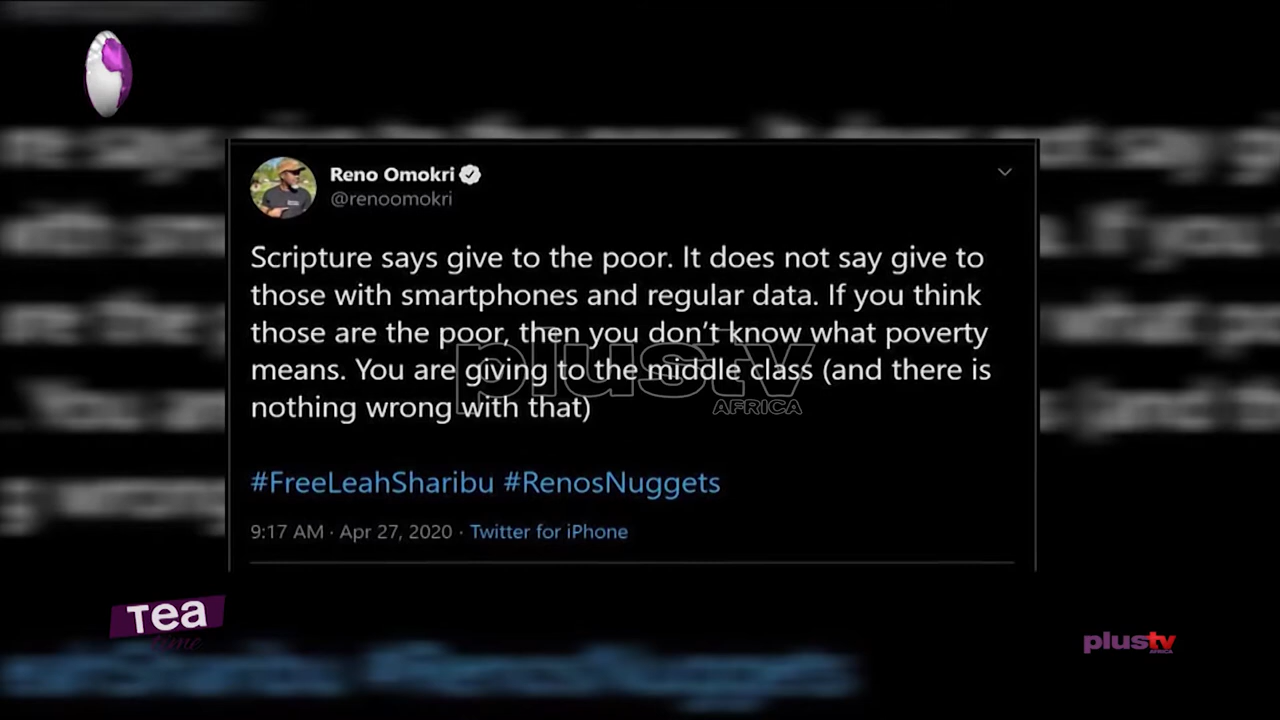 Reno Omokri
@renoomokri
Scripture says give to the poor. It does not say give to
those with smartphones and regular data. If you think
those are the poor, then you don't know what poverty
means. You are giving to the middle class (and there is
nothing wrong with that)
plustv
AFRICA
#FreeLeahSharibu #RenosNuggets
9:17 AM · Apr 27, 2020 · Twitter for iPhone
Tea
time
plustv
AFRICA